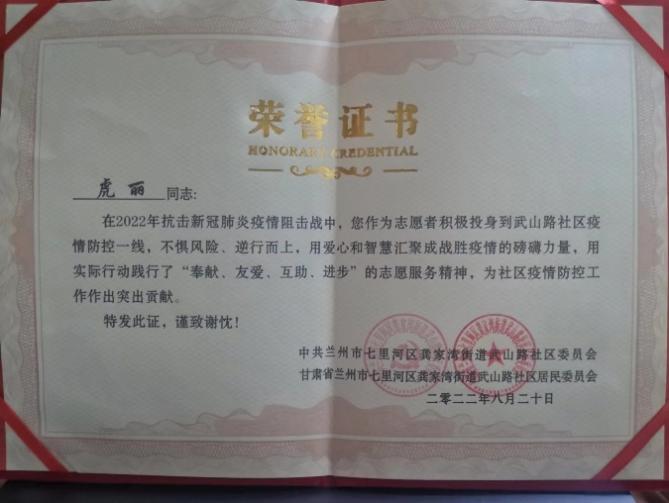 荣誉证书
HONORARY CREDENTIAL
虎丽 同志:
在2022年抗击新冠肺炎疫情阻击战中，您作为志愿者积极投身到武山路社区疫
情防控一线，不惧风险、逆行而上，用爱心和智慧汇聚成战胜疫情的磅礴力量，用
实际行动践行了“奉献、友爱、互助、进步”的志愿服务精神，为社区疫情防控工
作作出突出贡献。
特发此证，谨致谢忱！
中共兰州市七里河区龚家湾街道武山路社区委员会
甘肃省兰州市七里河区龚家湾街道武山路社区居民委员会
二零二二年八月二十日